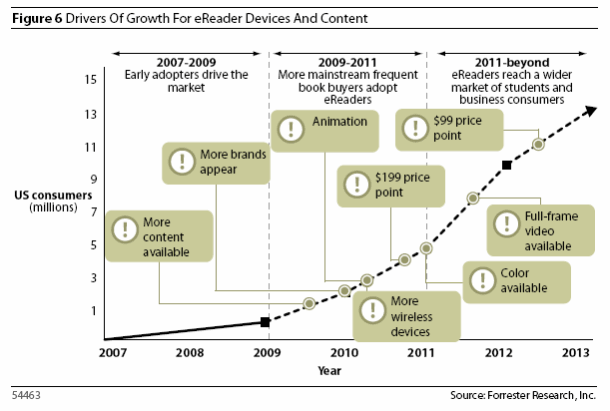 Figure 6 Drivers Of Growth For eReader Devices And Content
2007-2009
Early adopters drive the
market
2009-2011
More mainstream frequent
book buyers adopt
eReaders
2011-beyond
eReaders reach a wider
market of students and
business consumers
US consumers
(millions)
15
13
11
9
7
5
3
1
! More
content
available
! More brands
appear
! Animation
! $199 price
point
! $99 price
point
! More
wireless
devices
! Color
available
! Full-frame
video
available
2007
2008
2009
2010
2011
2012
2013
Year
54463
Source: Forrester Research, Inc.